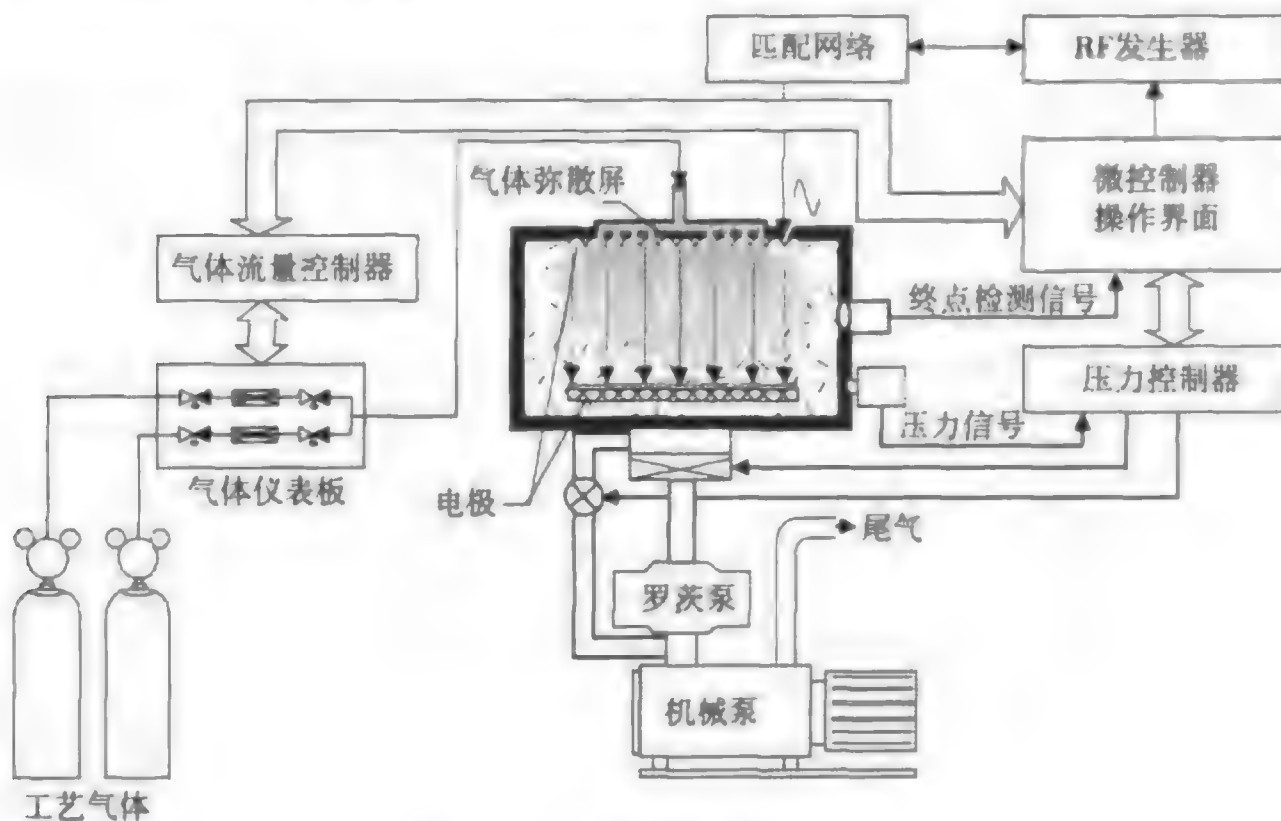 匹配网络
RF发生器
气体弥散屏
微控制器
操作界面
气体流量控制器
终点检测信号
压力控制器
压力信号
气体仪表板
电极
尾气
罗茨泵
机械泵
工艺气体